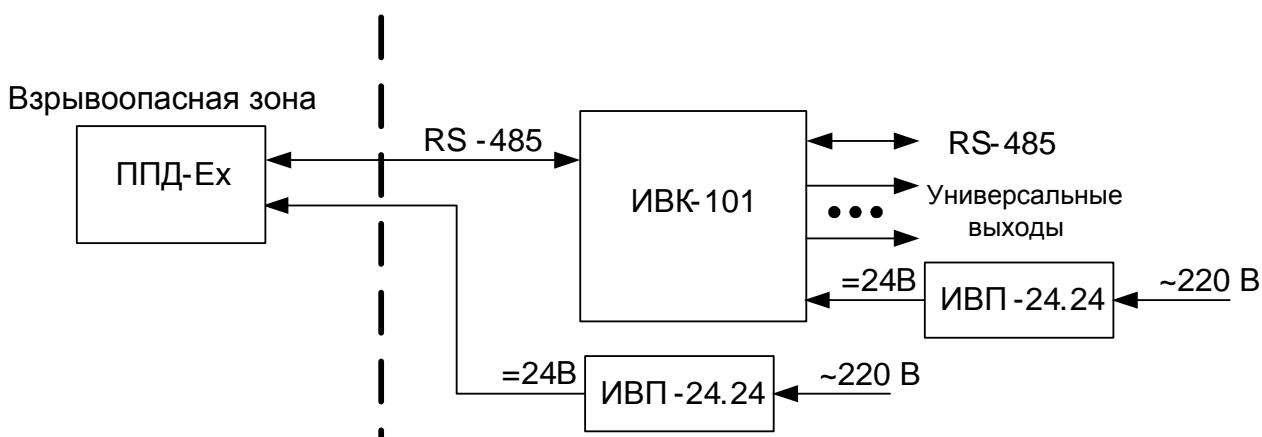 Взрывоопасная зона
ППД-Ex
RS -485
ИВК-101
RS-485
Универсальные
выходы
=24В
ИВП -24.24
~220 В
=24В
ИВП -24.24
~220 В